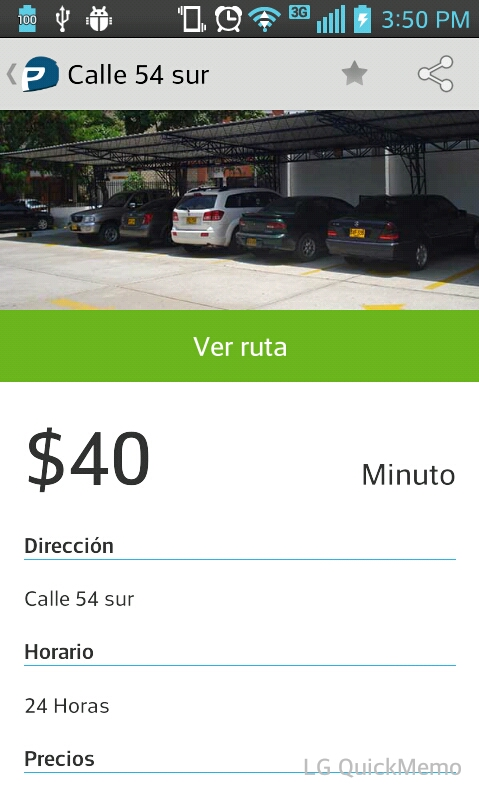 100 3G 3:50 PM
P Calle 54 sur
Ver ruta
$40 Minuto
Dirección
Calle 54 sur
Horario
24 Horas
Precios
LG QuickMemo